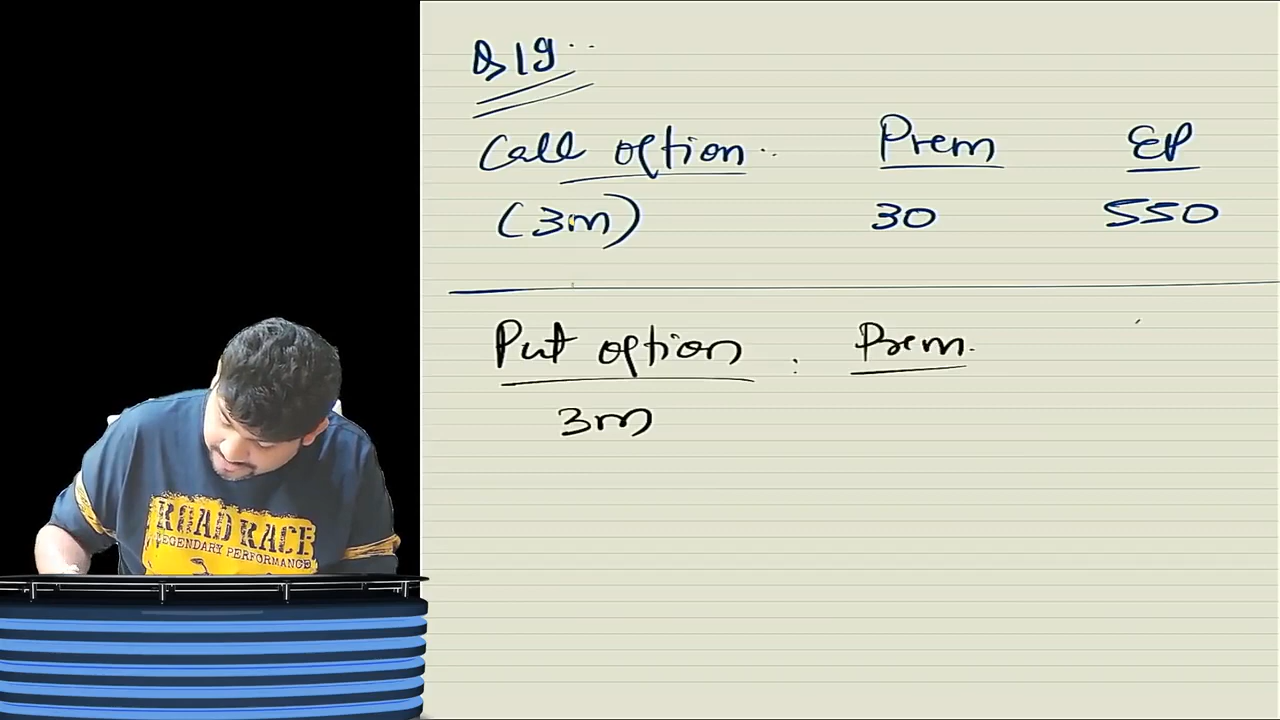 Q19..
Call option.. Prem EP
(3m) 30 550
Put option : Prem.
3m
ROAD RACE
LEGENDARY PERFORMANCE